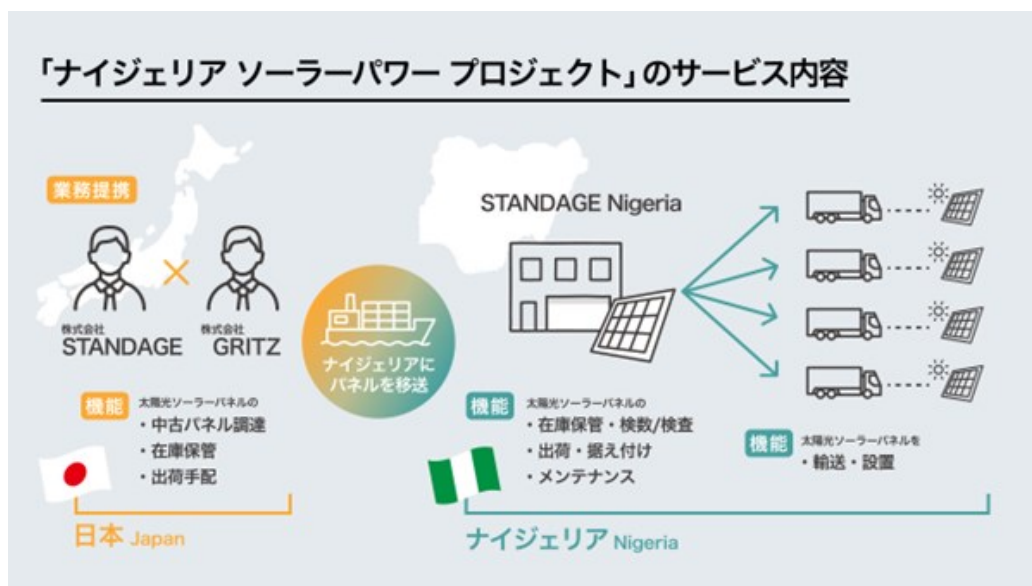 「ナイジェリア ソーラーパワー プロジェクト」のサービス内容
業務提携
株式会社
STANDAGE
株式会社
GRITZ
機能
太陽光ソーラーパネルの
・中古パネル調達
・在庫保管
・出荷手配
日本 Japan
ナイジェリアに
パネルを移送
STANDAGE Nigeria
機能
太陽光ソーラーパネルの
・在庫保管・検数/検査
・出荷・据え付け
・メンテナンス
機能
太陽光ソーラーパネルを
・輸送・設置
ナイジェリア Nigeria